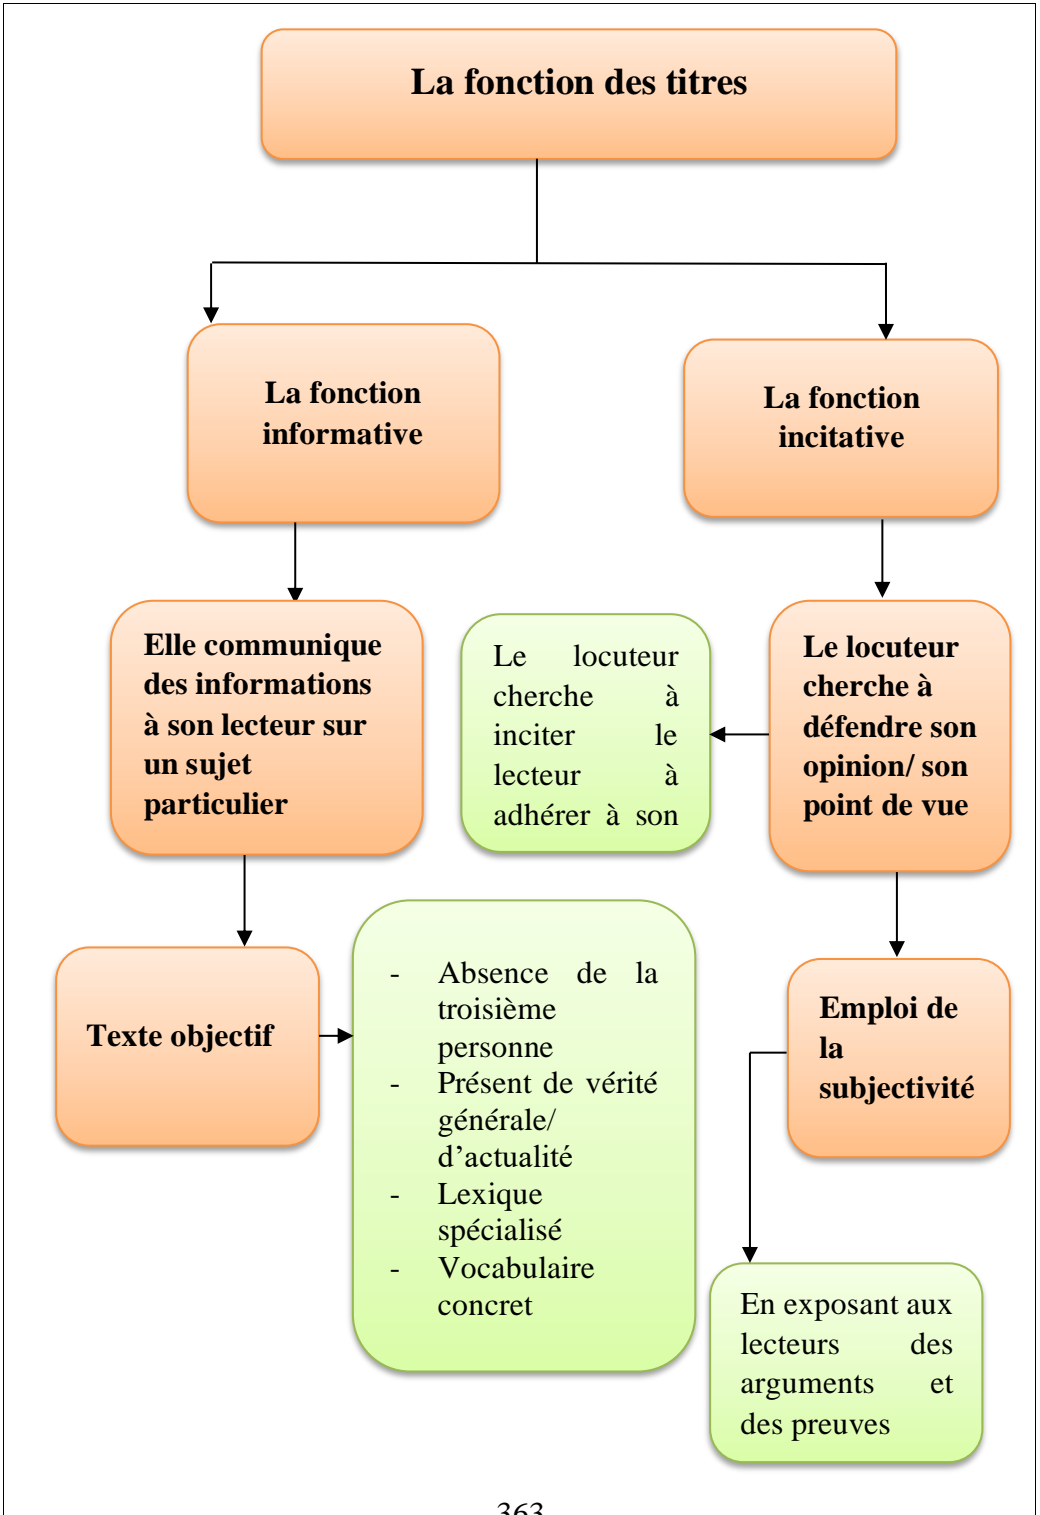 La fonction des titres
La fonction
informative
La fonction
incitative
Elle communique
des informations
à son lecteur sur
un sujet
particulier
Le locuteur
cherche à
inciter le
lecteur à
adhérer à son
Le locuteur
cherche à
défendre son
opinion/ son
point de vue
Texte objectif
- Absence de la
troisième
personne
- Présent de vérité
générale/
d’actualité
- Lexique
spécialisé
- Vocabulaire
concret
Emploi de
la
subjectivité
En exposant aux
lecteurs des
arguments et
des preuves
363